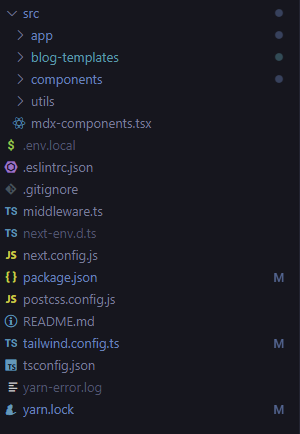 src
app
blog-templates
components
utils
mdx-components.tsx
$ .env.local
.eslintrc.json
.gitignore
TS middleware.ts
TS next-env.d.ts
JS next.config.js
{ } package.json M
JS postcss.config.js
README.md
TS tailwind.config.ts M
tsconfig.json
yarn-error.log
yarn.lock M